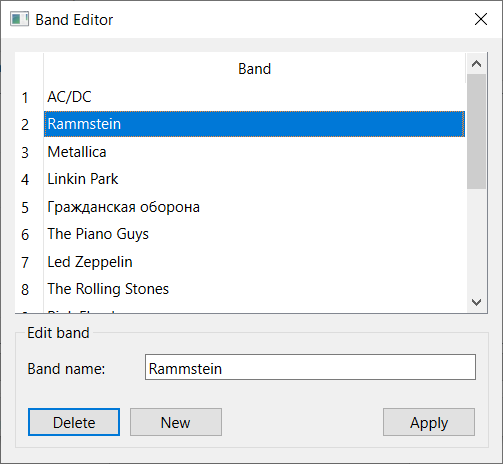 Band Editor
Band
1 AC/DC
2 Rammstein
3 Metallica
4 Linkin Park
5 Гражданская оборона
6 The Piano Guys
7 Led Zeppelin
8 The Rolling Stones
Edit band
Band name: Rammstein
Delete New Apply